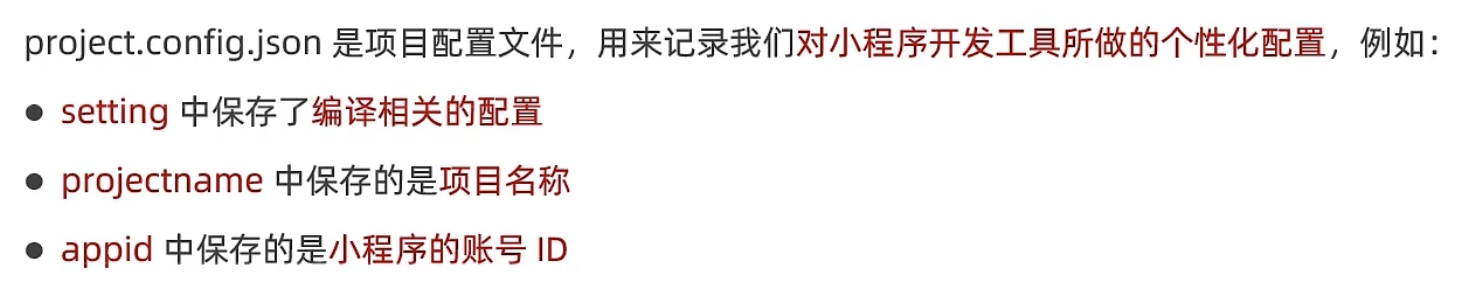 project.config.json 是项目配置文件，用来记录我们对小程序开发工具所做的个性化配置，例如：
● setting 中保存了编译相关的配置
● projectname 中保存的是项目名称
● appid 中保存的是小程序的账号 ID